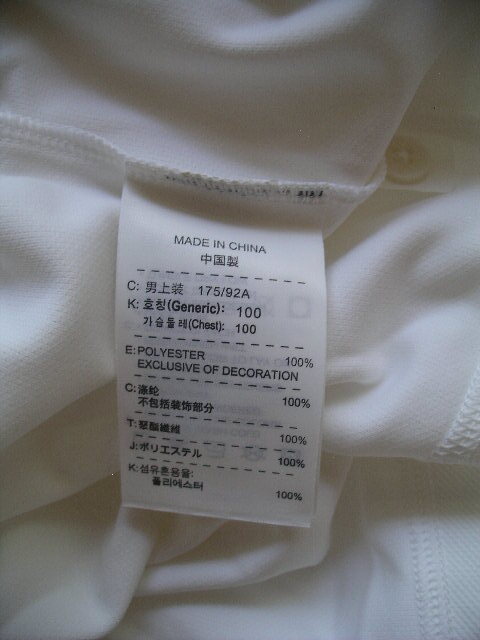 MADE IN CHINA
中国製
C: 男上装 175/92A
K: 호칭(Generic): 100
가슴둘레(Chest): 100
E: POLYESTER 100%
EXCLUSIVE OF DECORATION
C: 涤纶 100%
不包括装饰部分
T: 聚酯纖維 100%
J: ポリエステル 100%
K: 섬유혼용율:
폴리에스터 100%